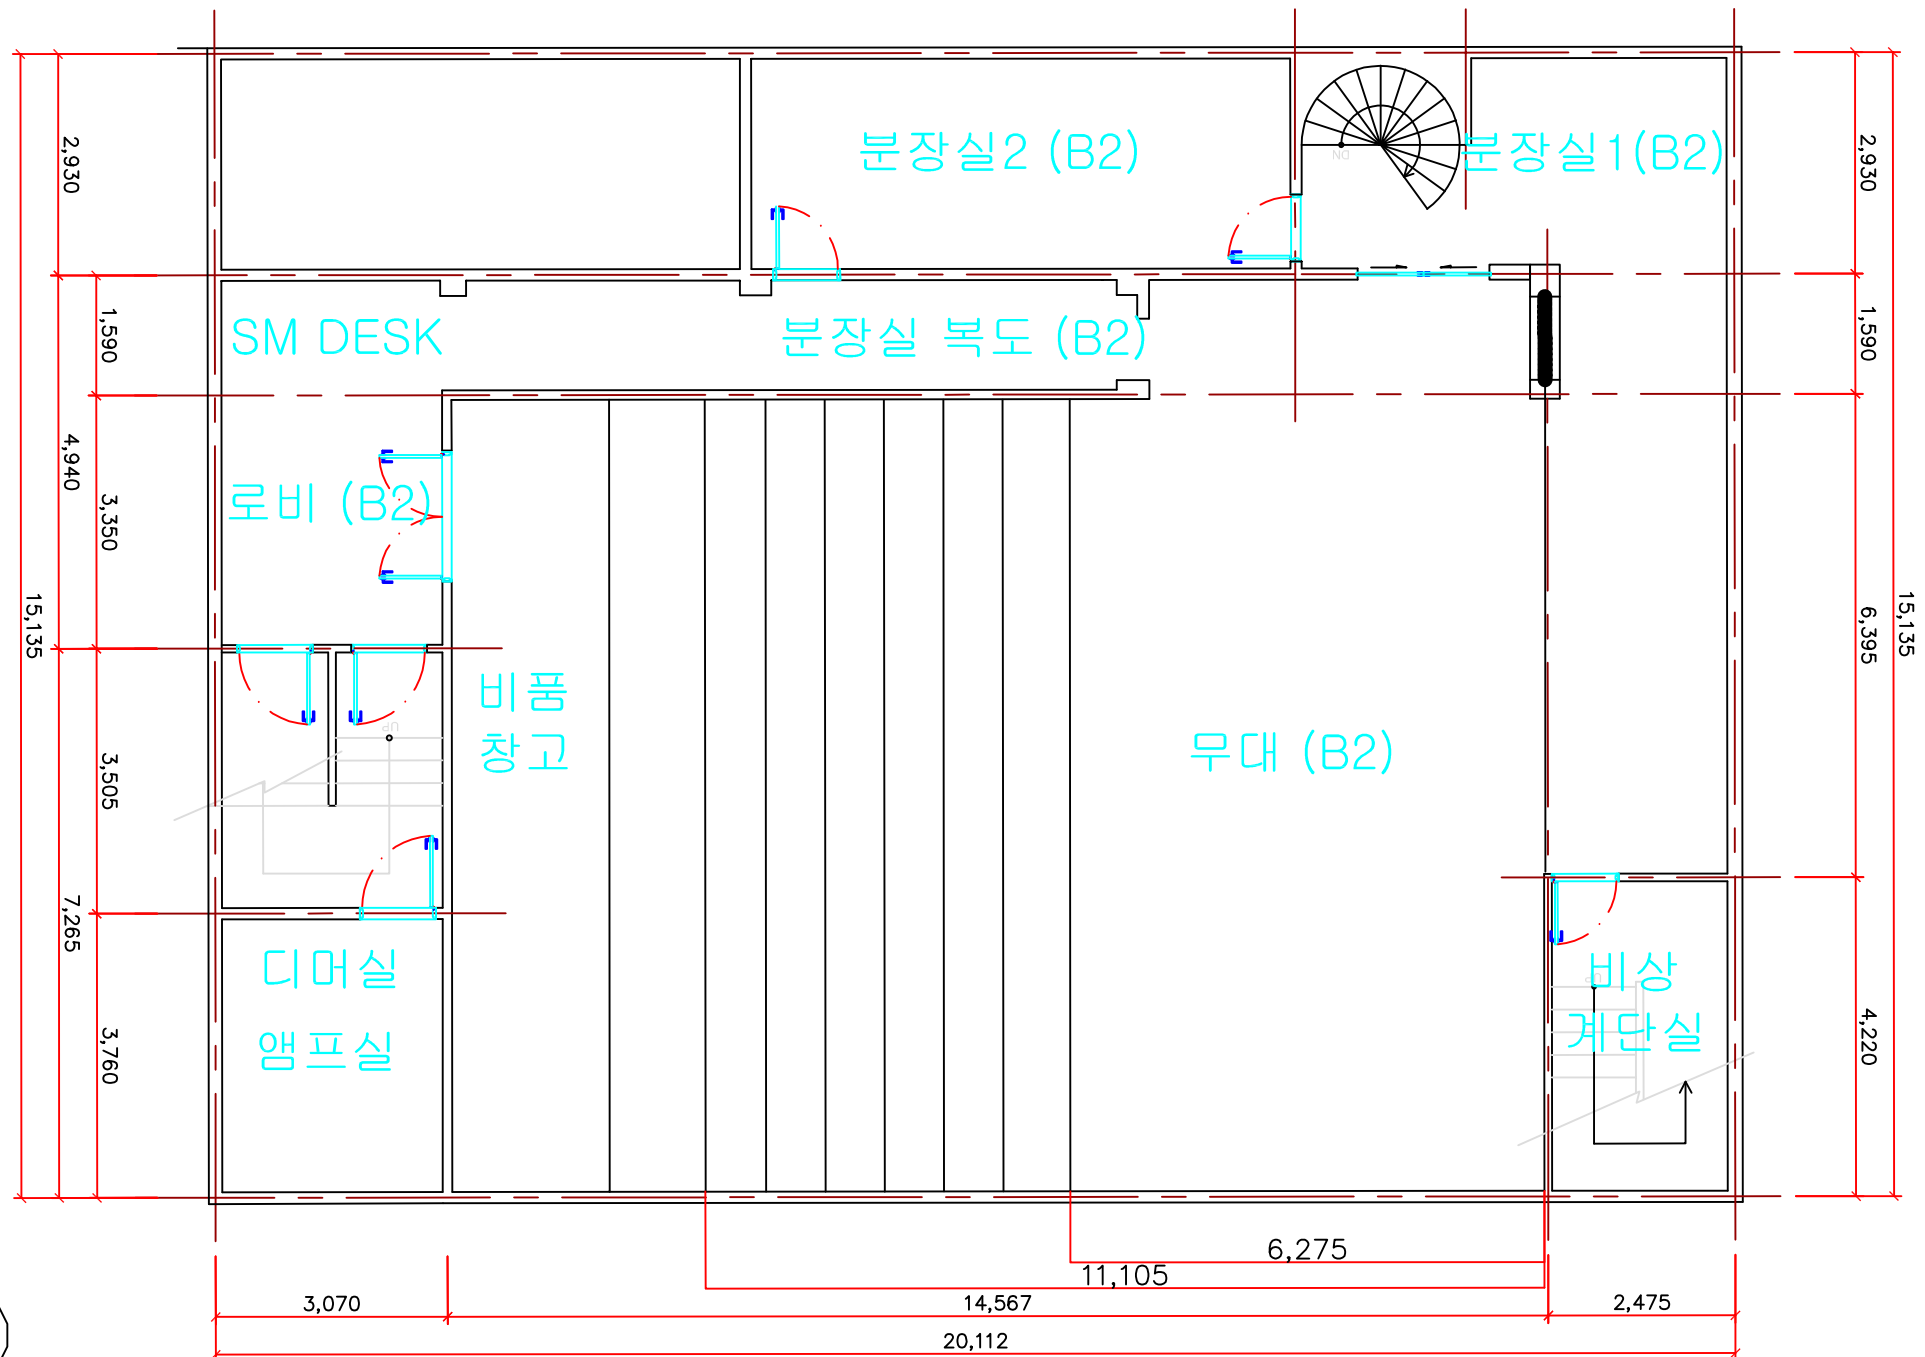 분장실2 (B2)
분장실1(B2)
DN
SM DESK
분장실 복도 (B2)
로비 (B2)
비품
창고
무대 (B2)
UP
디머실
앰프실
비상
계단실
UP
2,930
1,590
4,940
3,350
15,135
3,505
7,265
3,760
2,930
1,590
15,135
6,395
4,220
6,275
11,105
3,070
14,567
2,475
20,112